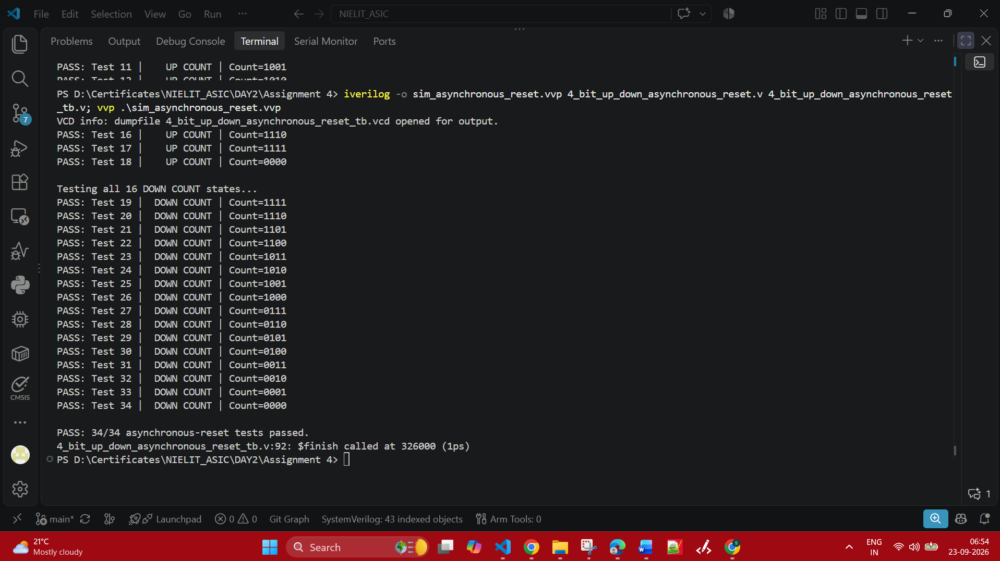 File Edit Selection View Go Run ··· NIELIT_ASIC
Problems Output Debug Console Terminal Serial Monitor Ports
PASS: Test 11 |    UP COUNT | Count=1001
PASS: Test 12 |    UP COUNT | Count=1010
PS D:\Certificates\NIELIT_ASIC\DAY2\Assignment 4> iverilog -o sim_asynchronous_reset.vvp 4_bit_up_down_asynchronous_reset.v 4_bit_up_down_asynchronous_reset
_tb.v; vvp .\sim_asynchronous_reset.vvp
VCD info: dumpfile 4_bit_up_down_asynchronous_reset_tb.vcd opened for output.
PASS: Test 16 |    UP COUNT | Count=1110
PASS: Test 17 |    UP COUNT | Count=1111
PASS: Test 18 |    UP COUNT | Count=0000
Testing all 16 DOWN COUNT states...
PASS: Test 19 |  DOWN COUNT | Count=1111
PASS: Test 20 |  DOWN COUNT | Count=1110
PASS: Test 21 |  DOWN COUNT | Count=1101
PASS: Test 22 |  DOWN COUNT | Count=1100
PASS: Test 23 |  DOWN COUNT | Count=1011
PASS: Test 24 |  DOWN COUNT | Count=1010
PASS: Test 25 |  DOWN COUNT | Count=1001
PASS: Test 26 |  DOWN COUNT | Count=1000
PASS: Test 27 |  DOWN COUNT | Count=0111
PASS: Test 28 |  DOWN COUNT | Count=0110
PASS: Test 29 |  DOWN COUNT | Count=0101
PASS: Test 30 |  DOWN COUNT | Count=0100
PASS: Test 31 |  DOWN COUNT | Count=0011
PASS: Test 32 |  DOWN COUNT | Count=0010
PASS: Test 33 |  DOWN COUNT | Count=0001
PASS: Test 34 |  DOWN COUNT | Count=0000
PASS: 34/34 asynchronous-reset tests passed.
4_bit_up_down_asynchronous_reset_tb.v:92: $finish called at 326000 (1ps)
PS D:\Certificates\NIELIT_ASIC\DAY2\Assignment 4>
7
CMSIS
1
main* Launchpad 0 0 Git Graph SystemVerilog: 43 indexed objects Arm Tools: 0
21°C
Mostly cloudy
Search
W
S
ENG
IN
06:54
23-09-2026